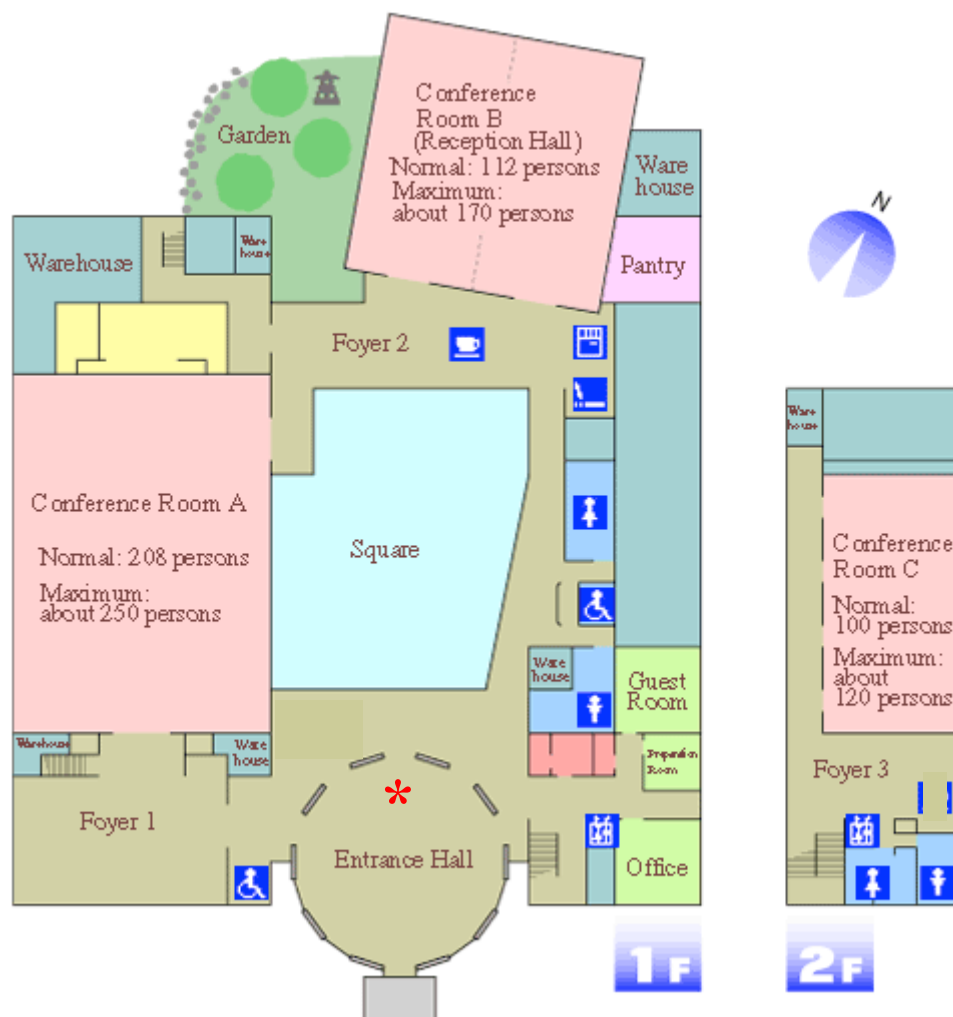 Conference
Room B
(Reception Hall)
Normal: 112 persons
Maximum:
about 170 persons
Garden
Ware
house
N
Warehouse
Ware
house
Pantry
Foyer 2
Ware
house
Conference Room A
Normal: 208 persons
Maximum:
about 250 persons
Square
Conference
Room C
Normal:
100 persons
Maximum:
about
120 persons
Ware
house
Guest
Room
Warehouse
Ware
house
Preparation
Room
Foyer 3
*
Foyer 1
Entrance Hall
Office
1F
2F